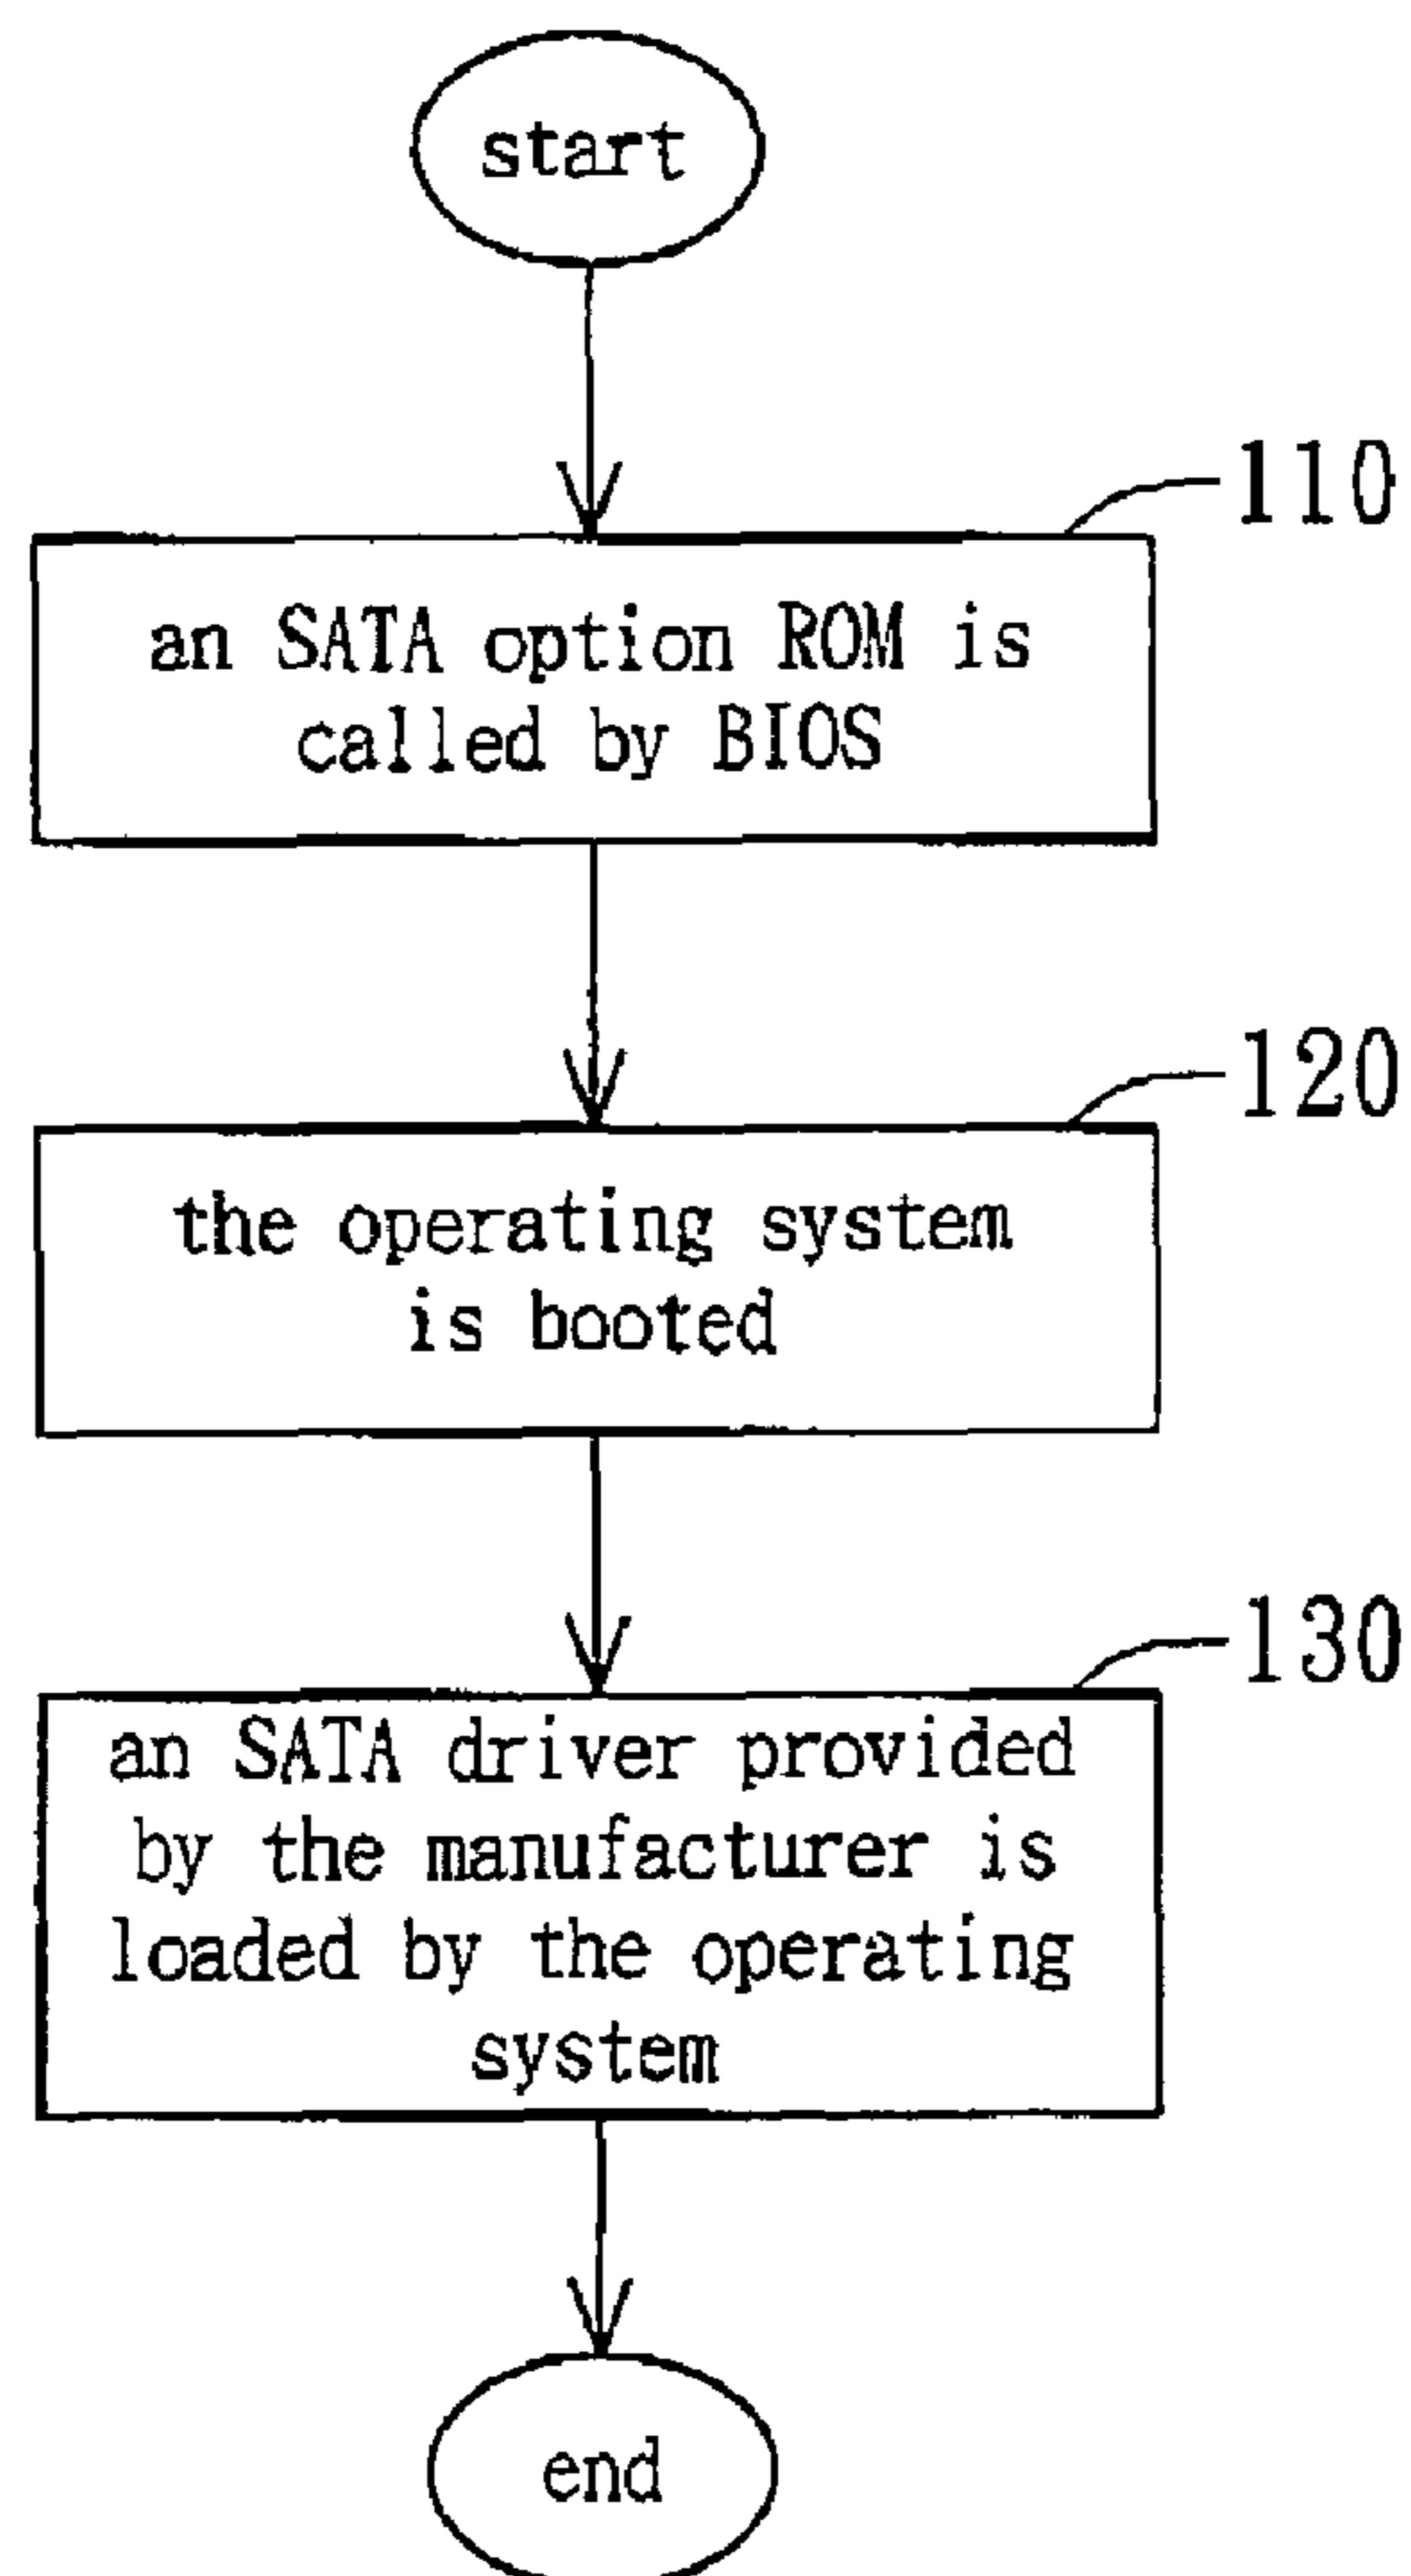 start
110
an SATA option ROM is
called by BIOS
120
the operating system
is booted
130
an SATA driver provided
by the manufacturer is
loaded by the operating
system
end